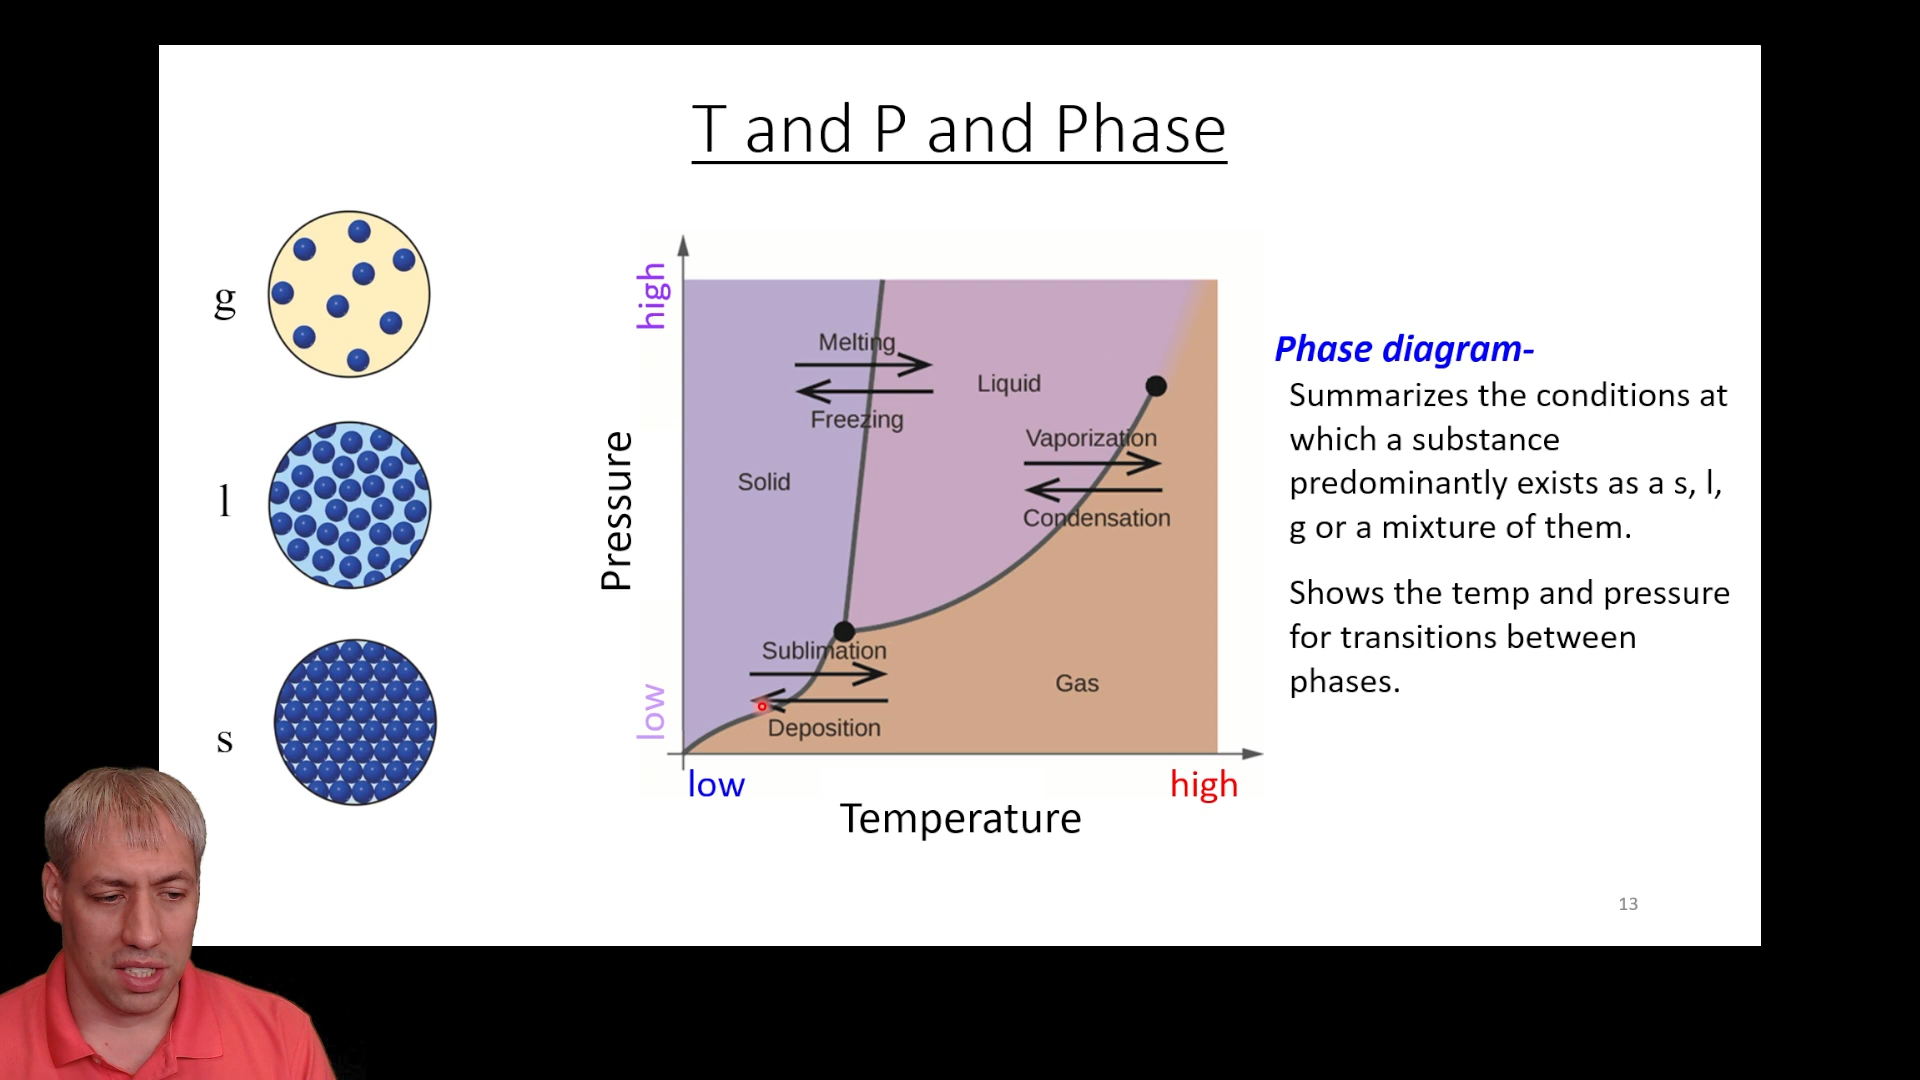 T and P and Phase
g
l
s
high
low
Pressure
Melting
Freezing
Liquid
Vaporization
Condensation
Solid
Sublimation
Deposition
Gas
low
high
Temperature
Phase diagram-
Summarizes the conditions at
which a substance
predominantly exists as a s, l,
g or a mixture of them.
Shows the temp and pressure
for transitions between
phases.
13